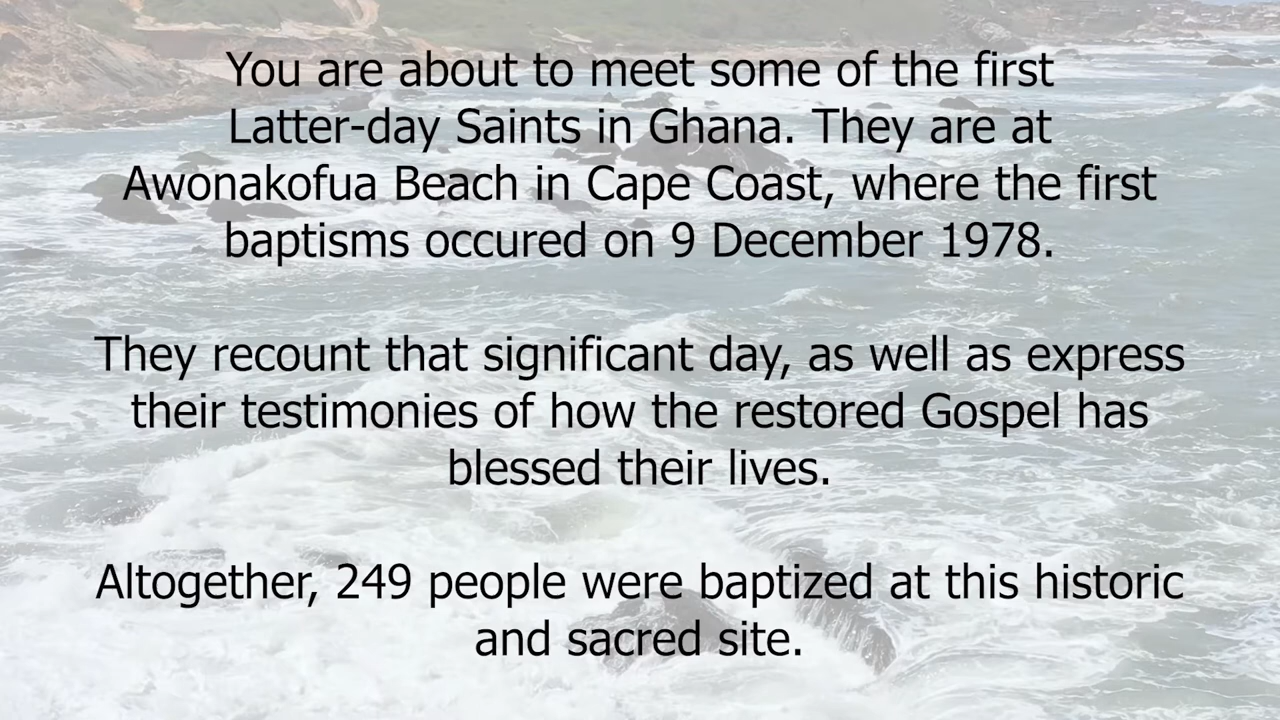 You are about to meet some of the first
Latter-day Saints in Ghana. They are at
Awonakofua Beach in Cape Coast, where the first
baptisms occured on 9 December 1978.
They recount that significant day, as well as express
their testimonies of how the restored Gospel has
blessed their lives.
Altogether, 249 people were baptized at this historic
and sacred site.